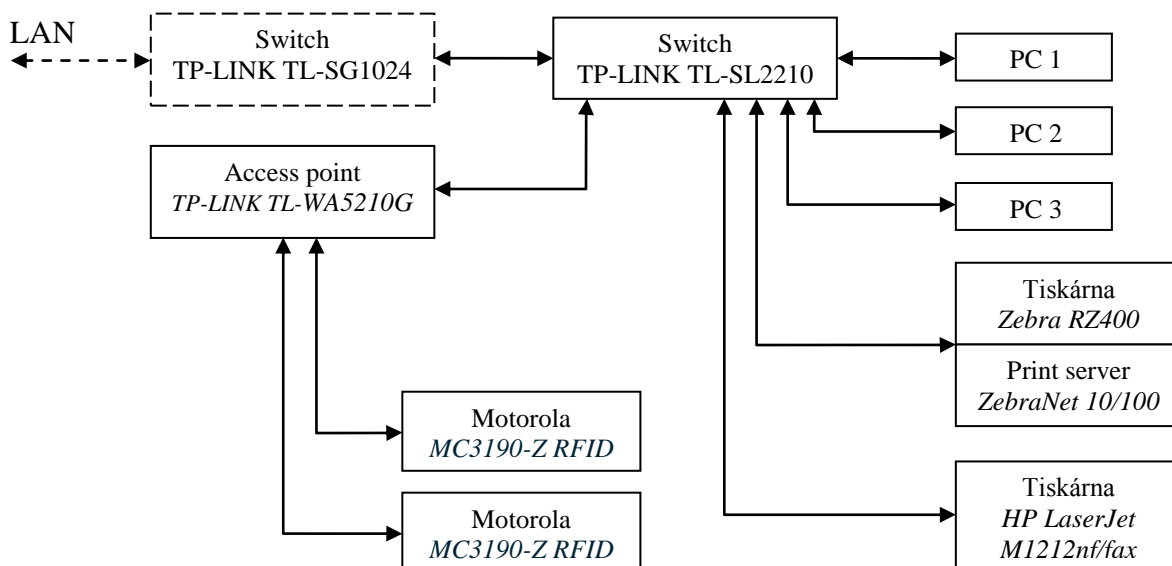 LAN
Switch
TP-LINK TL-SG1024
Switch
TP-LINK TL-SL2210
PC 1
PC 2
PC 3
Access point
TP-LINK TL-WA5210G
Tiskárna
Zebra RZ400
Print server
ZebraNet 10/100
Motorola
MC3190-Z RFID
Motorola
MC3190-Z RFID
Tiskárna
HP LaserJet
M1212nf/fax